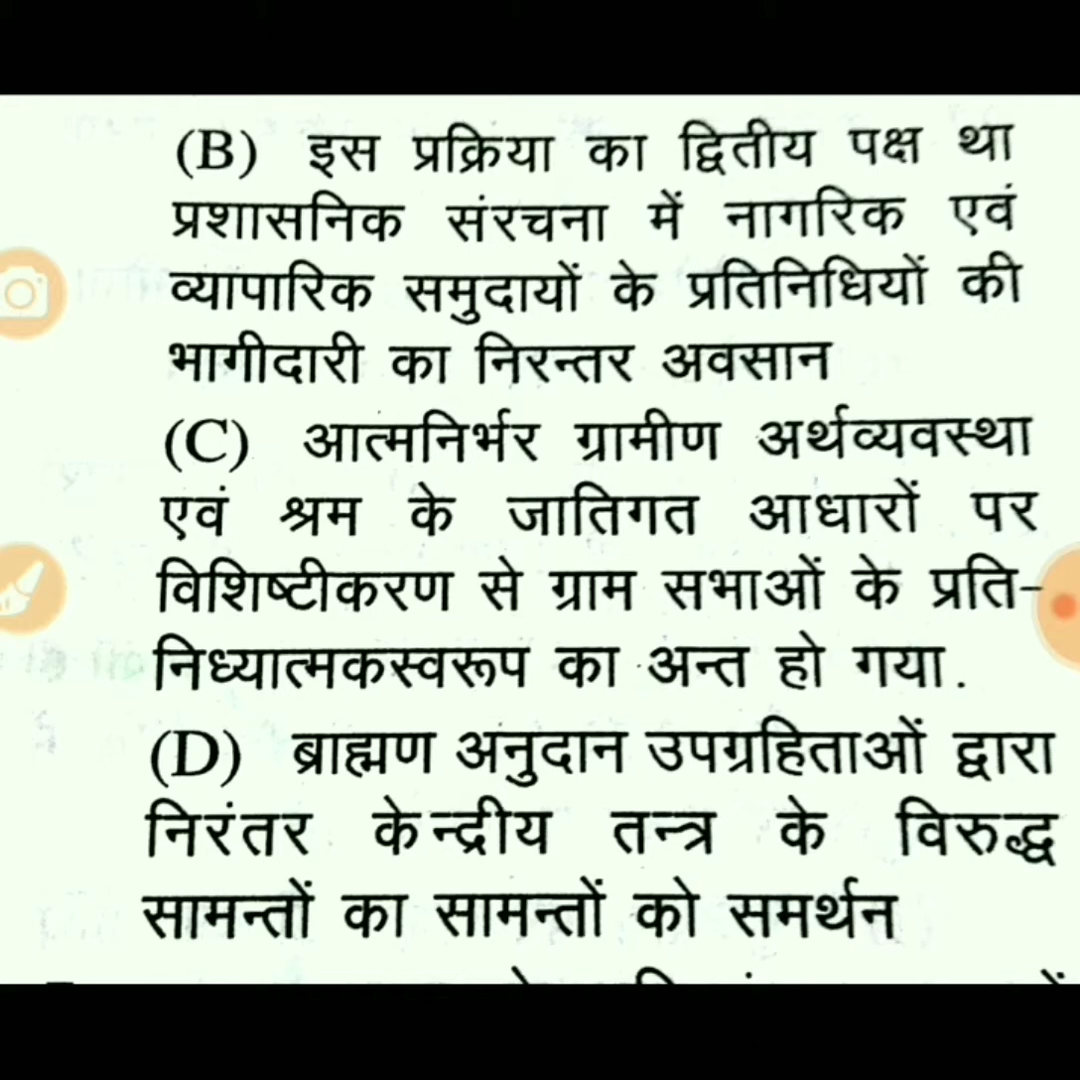 (B) इस प्रक्रिया का द्वितीय पक्ष था
प्रशासनिक संरचना में नागरिक एवं
व्यापारिक समुदायों के प्रतिनिधियों की
भागीदारी का निरन्तर अवसान
(C) आत्मनिर्भर ग्रामीण अर्थव्यवस्था
एवं श्रम के जातिगत आधारों पर
विशिष्टीकरण से ग्राम सभाओं के प्रति-
निध्यात्मकस्वरूप का अन्त हो गया.
(D) ब्राह्मण अनुदान उपग्रहिताओं द्वारा
निरंतर केन्द्रीय तन्त्र के विरुद्ध
सामन्तों का सामन्तों को समर्थन